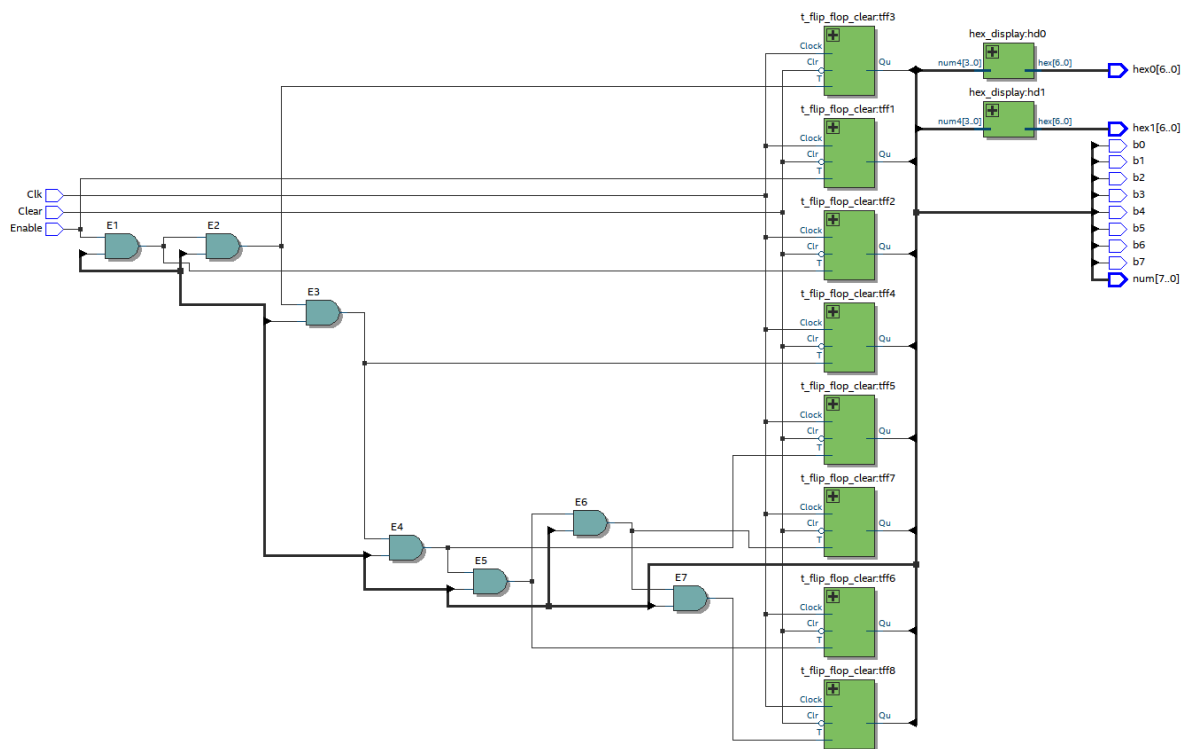 t_flip_flop_clear:tff3
Clock
Clr
T
Qu
hex_display:hd0
num4[3..0]
hex[6..0]
hex0[6..0]
hex_display:hd1
num4[3..0]
hex[6..0]
hex1[6..0]
t_flip_flop_clear:tff1
Clock
Clr
T
Qu
b0
b1
b2
b3
b4
b5
b6
b7
num[7..0]
Clk
Clear
Enable
E1
E2
t_flip_flop_clear:tff2
Clock
Clr
T
Qu
E3
t_flip_flop_clear:tff4
Clock
Clr
T
Qu
t_flip_flop_clear:tff5
Clock
Clr
T
Qu
t_flip_flop_clear:tff7
Clock
Clr
T
Qu
E6
E4
E5
E7
t_flip_flop_clear:tff6
Clock
Clr
T
Qu
t_flip_flop_clear:tff8
Clock
Clr
T
Qu